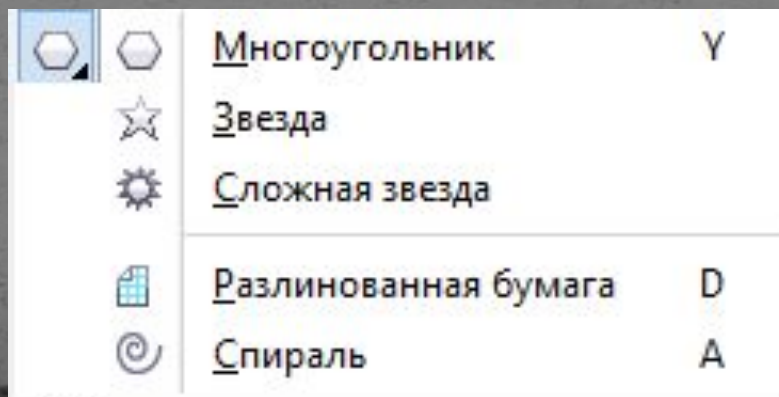 Многоугольник Y
Звезда
Сложная звезда
Разлинованная бумага D
Спираль A